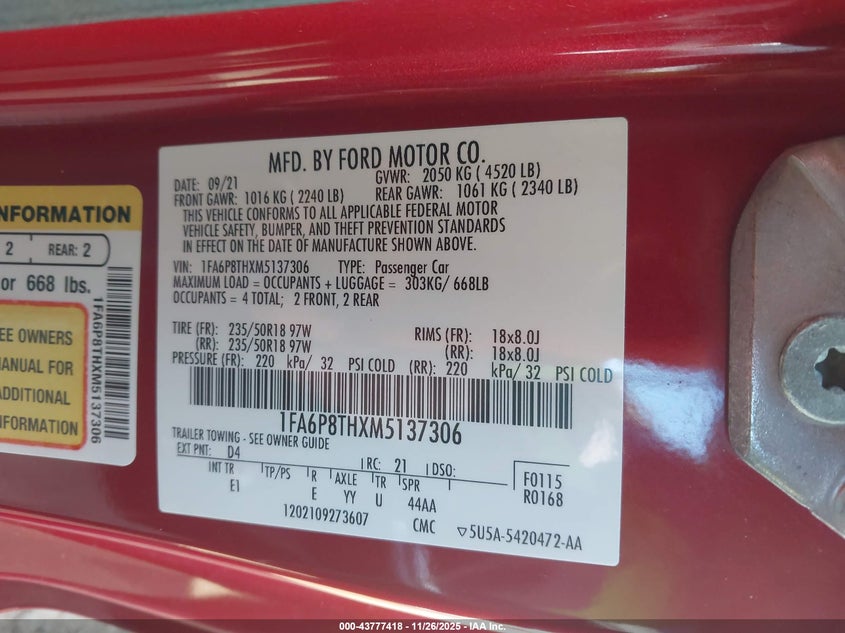 NFORMATION
2 REAR: 2
or 668 lbs.
EE OWNERS
MANUAL FOR
ADDITIONAL
NFORMATION
1FA6P8THXM5137306
MFD. BY FORD MOTOR CO.
DATE: 09/21 GVWR: 2050 KG ( 4520 LB)
FRONT GAWR: 1016 KG ( 2240 LB) REAR GAWR: 1061 KG ( 2340 LB)
THIS VEHICLE CONFORMS TO ALL APPLICABLE FEDERAL MOTOR
VEHICLE SAFETY, BUMPER, AND THEFT PREVENTION STANDARDS
IN EFFECT ON THE DATE OF MANUFACTURE SHOWN ABOVE.
VIN: 1FA6P8THXM5137306 TYPE: Passenger Car
MAXIMUM LOAD = OCCUPANTS + LUGGAGE = 303KG/ 668LB
OCCUPANTS = 4 TOTAL; 2 FRONT, 2 REAR
TIRE (FR): 235/50R18 97W RIMS (FR): 18x8.0J
(RR): 235/50R18 97W (RR): 18x8.0J
PRESSURE (FR): 220 kPa/ 32 PSI COLD (RR): 220 kPa/ 32 PSI COLD
1FA6P8THXM5137306
TRAILER TOWING - SEE OWNER GUIDE
EXT PNT: D4 RC: 21 DSO: F0115
INT TR TP/PS R AXLE TR SPR R0168
E1 E YY U 44AA
1202109273607 CMC ▽5U5A-5420472-AA
000-43777418 - 11/26/2025 - © IAA Inc.